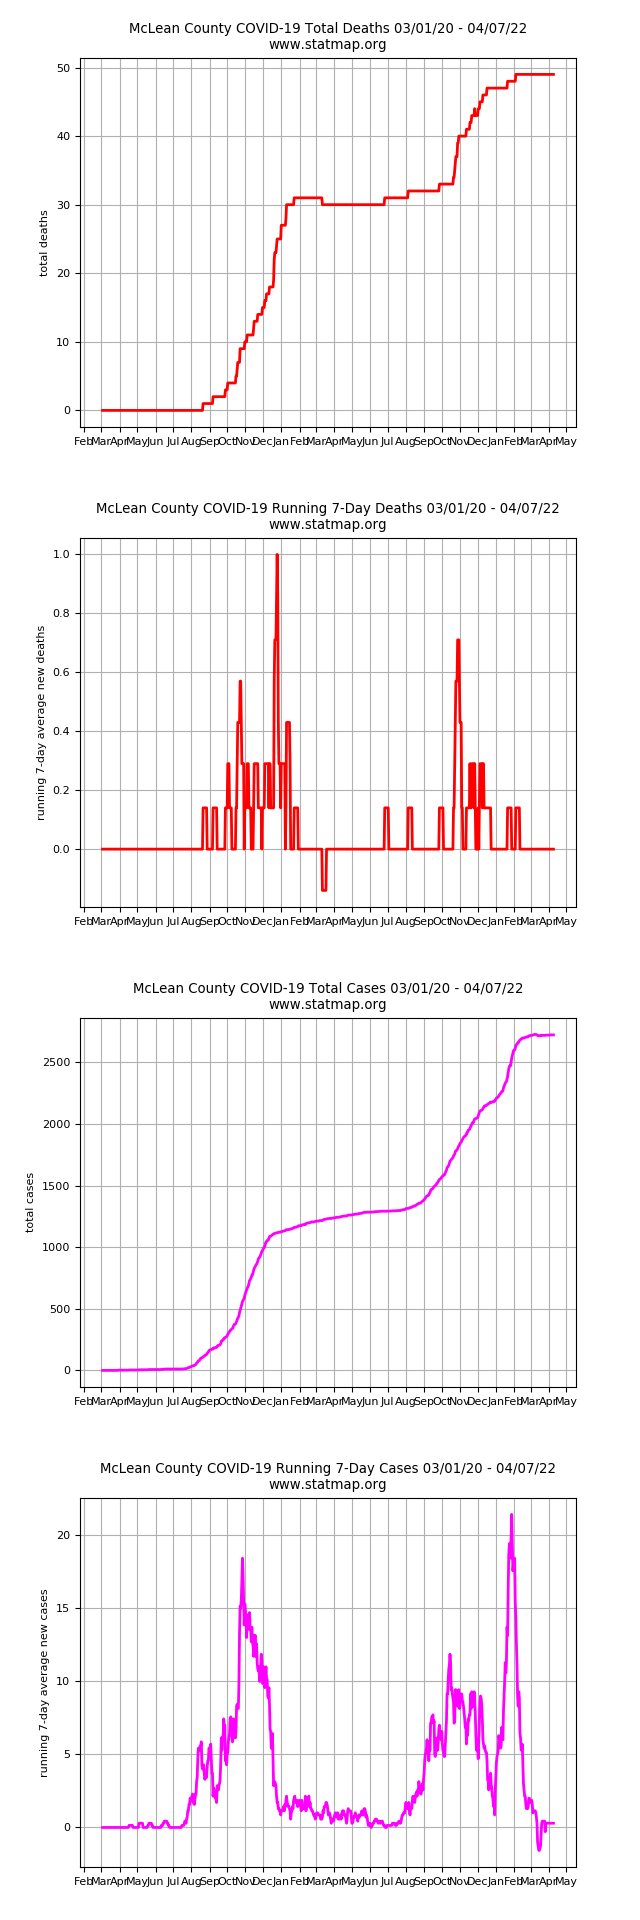 McLean County COVID-19 Total Deaths 03/01/20 - 04/07/22
www.statmap.org
50
40
30
20
10
0
total deaths
Feb Mar Apr May Jun Jul Aug Sep Oct Nov Dec Jan Feb Mar Apr May Jun Jul Aug Sep Oct Nov Dec Jan Feb Mar Apr May
McLean County COVID-19 Running 7-Day Deaths 03/01/20 - 04/07/22
www.statmap.org
1.0
0.8
0.6
0.4
0.2
0.0
running 7-day average new deaths
Feb Mar Apr May Jun Jul Aug Sep Oct Nov Dec Jan Feb Mar Apr May Jun Jul Aug Sep Oct Nov Dec Jan Feb Mar Apr May
McLean County COVID-19 Total Cases 03/01/20 - 04/07/22
www.statmap.org
2500
2000
1500
1000
500
0
total cases
Feb Mar Apr May Jun Jul Aug Sep Oct Nov Dec Jan Feb Mar Apr May Jun Jul Aug Sep Oct Nov Dec Jan Feb Mar Apr May
McLean County COVID-19 Running 7-Day Cases 03/01/20 - 04/07/22
www.statmap.org
20
15
10
5
0
running 7-day average new cases
Feb Mar Apr May Jun Jul Aug Sep Oct Nov Dec Jan Feb Mar Apr May Jun Jul Aug Sep Oct Nov Dec Jan Feb Mar Apr May